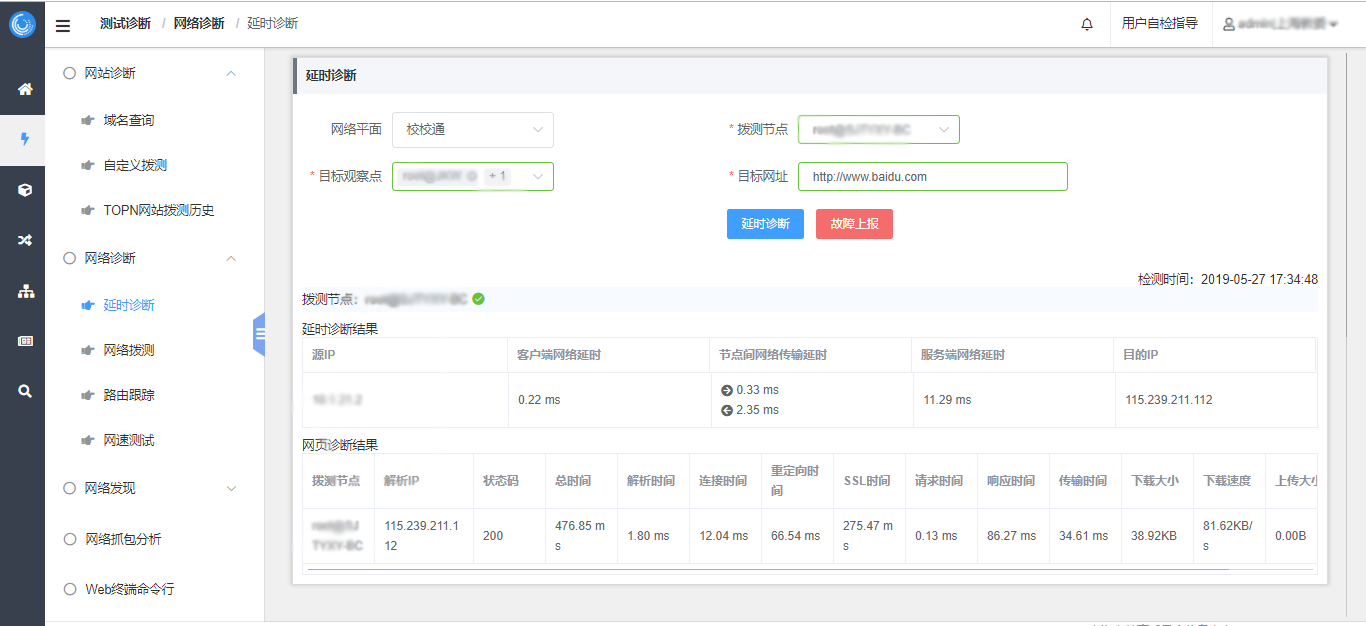 测试诊断 / 网络诊断 / 延时诊断
用户自检指导
网站诊断
域名查询
自定义拨测
TOPN网站拨测历史
网络诊断
延时诊断
网络拨测
路由跟踪
网速测试
网络发现
网络抓包分析
Web终端命令行
延时诊断
网络平面 校校通
* 拨测节点
* 目标观察点 + 1
* 目标网址 http://www.baidu.com
延时诊断 故障上报
检测时间：2019-05-27 17:34:48
拨测节点：
延时诊断结果
源IP 客户端网络延时 节点间网络传输延时 服务端网络延时 目的IP
0.22 ms 0.33 ms 11.29 ms 115.239.211.112
2.35 ms
网页诊断结果
拨测节点 解析IP 状态码 总时间 解析时间 连接时间 重定向时 SSL时间 请求时间 响应时间 传输时间 下载大小 下载速度 上传大小
间
115.239.211.1 200 476.85 m 1.80 ms 12.04 ms 66.54 ms 275.47 m 0.13 ms 86.27 ms 34.61 ms 38.92KB 81.62KB/ 0.00B
12 s s s